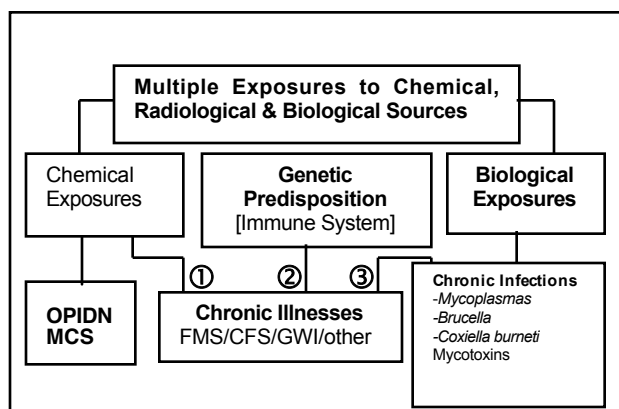 Multiple Exposures to Chemical,
Radiological & Biological Sources
Chemical
Exposures
Genetic
Predisposition
[Immune System]
Biological
Exposures
①
②
③
OPIDN
MCS
Chronic Illnesses
FMS/CFS/GWI/other
Chronic Infections
-Mycoplasmas
-Brucella
-Coxiella burneti
Mycotoxins